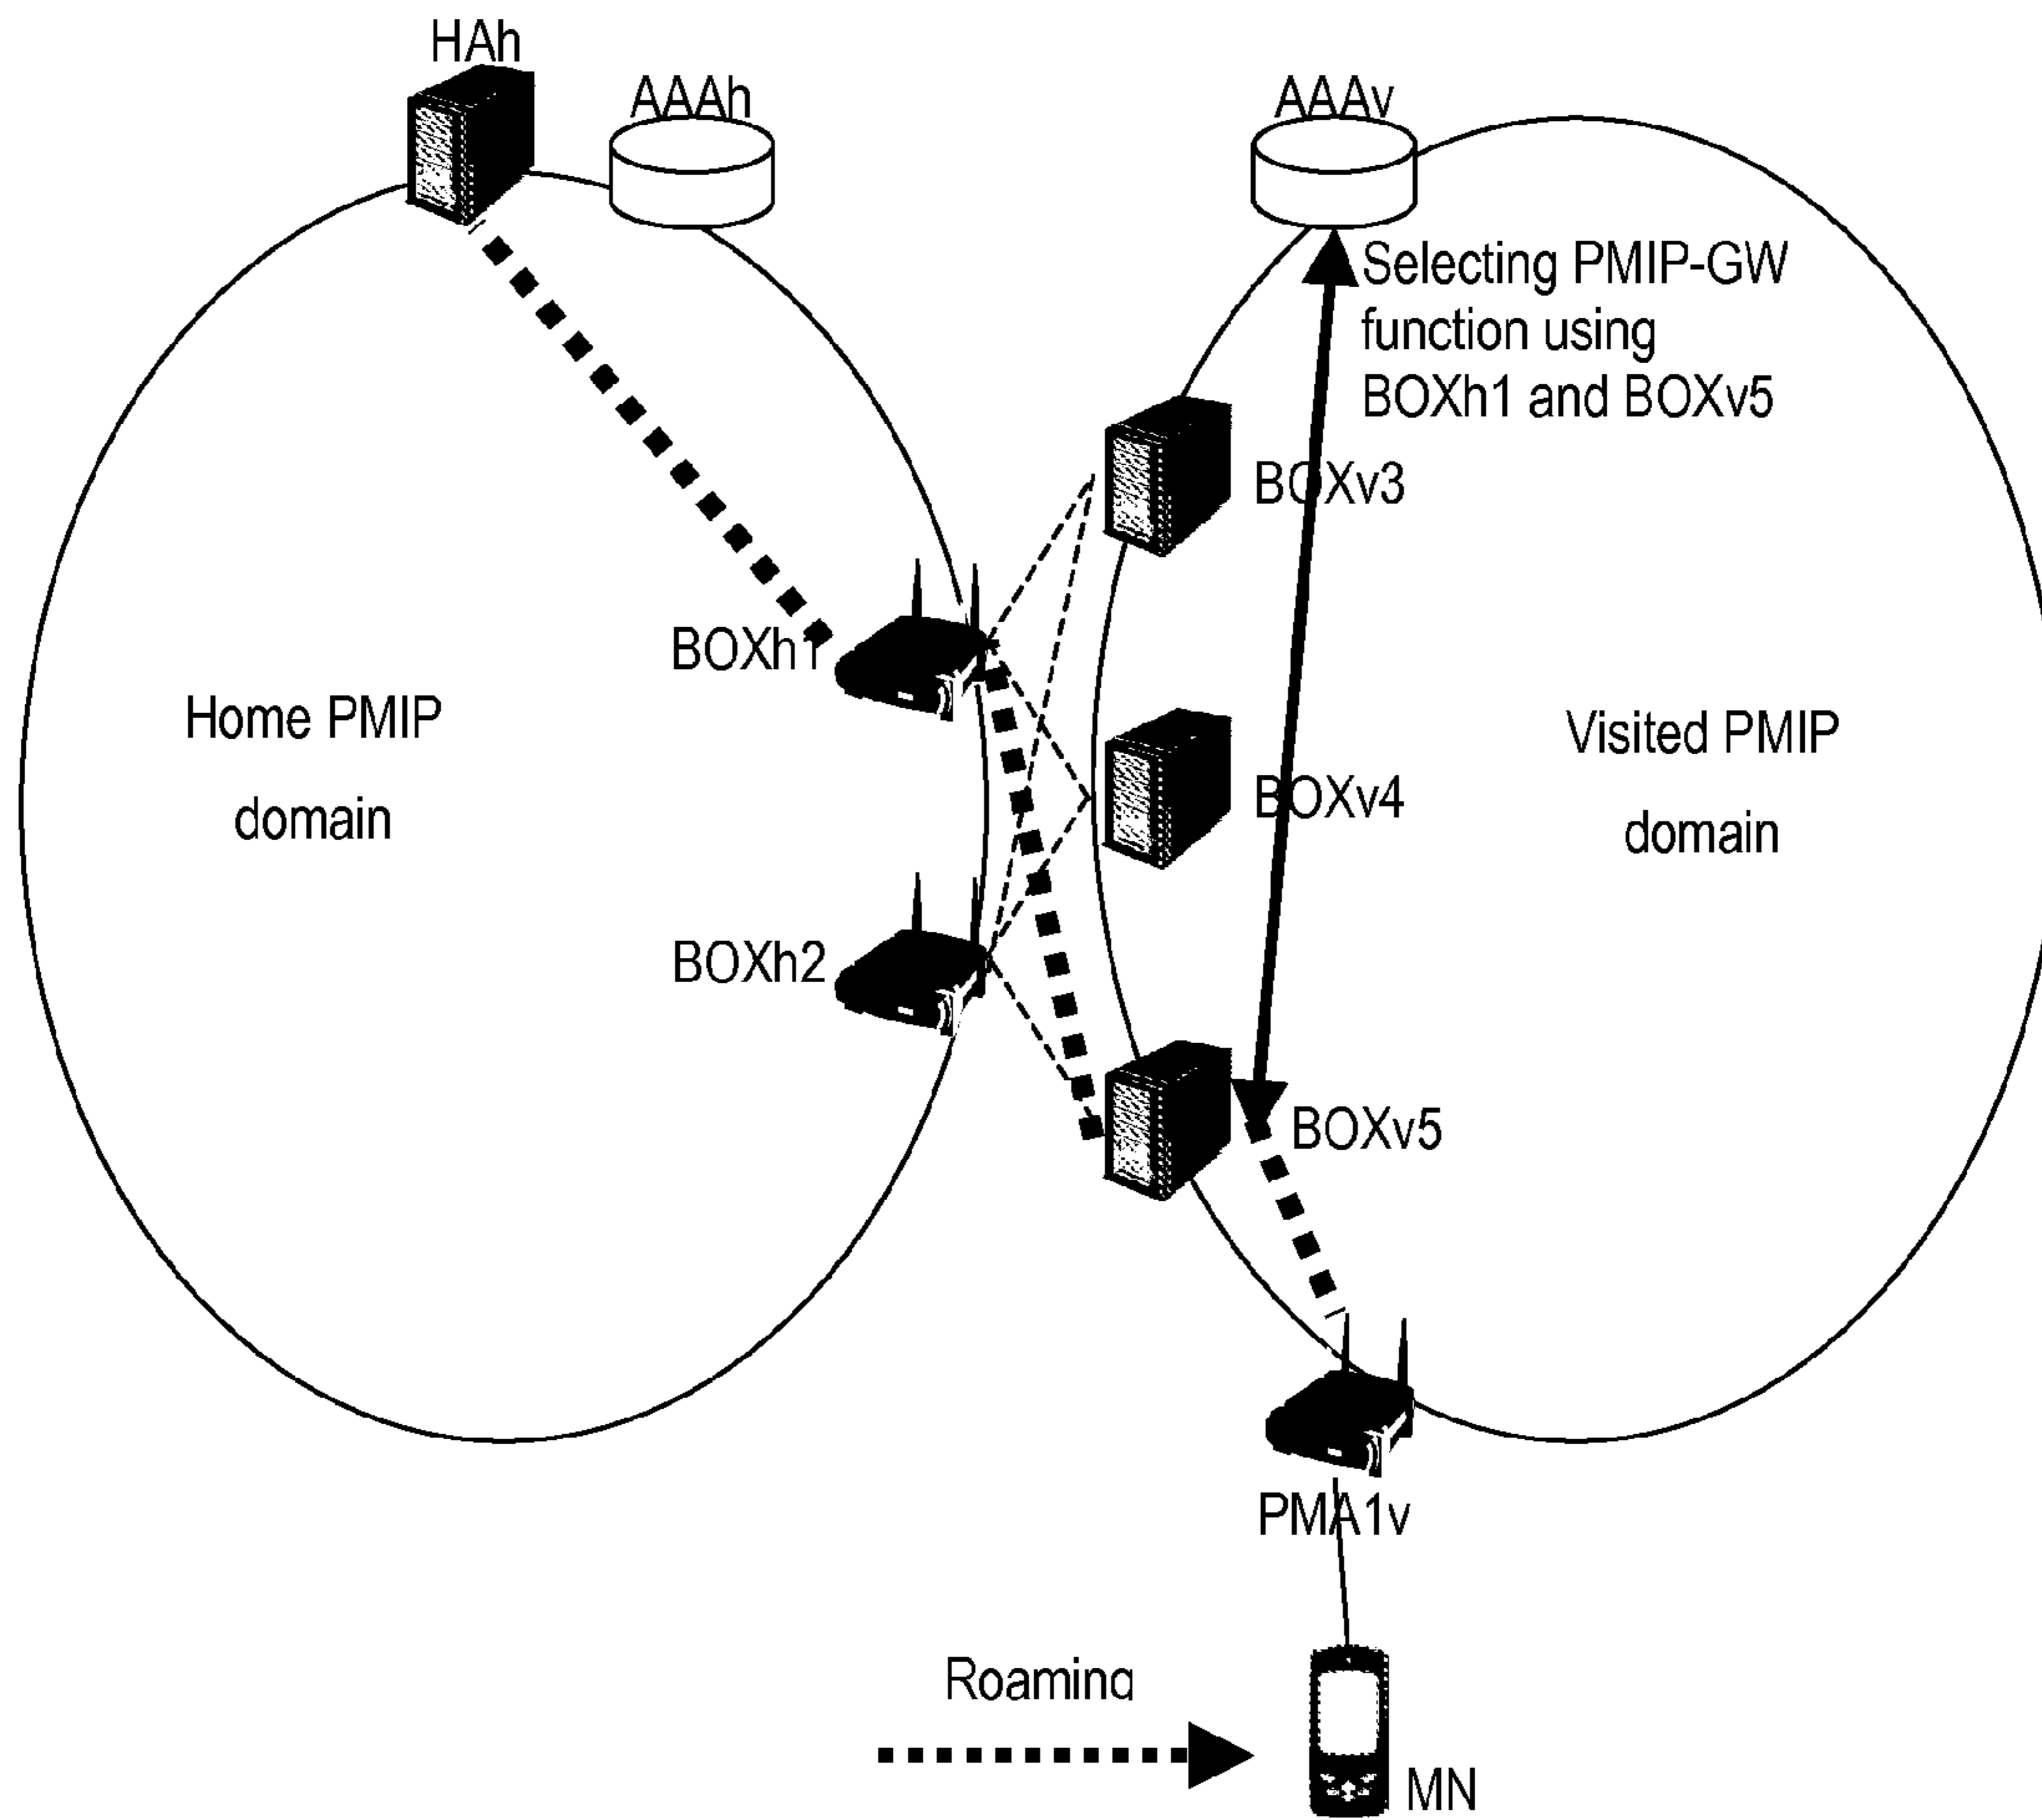 HAh
AAAh
AAAv
Selecting PMIP-GW
function using
BOXh1 and BOXv5
BOXv3
BOXh1
Home PMIP
domain
Visited PMIP
domain
BOXv4
BOXh2
BOXv5
PMA1v
Roaming
MN